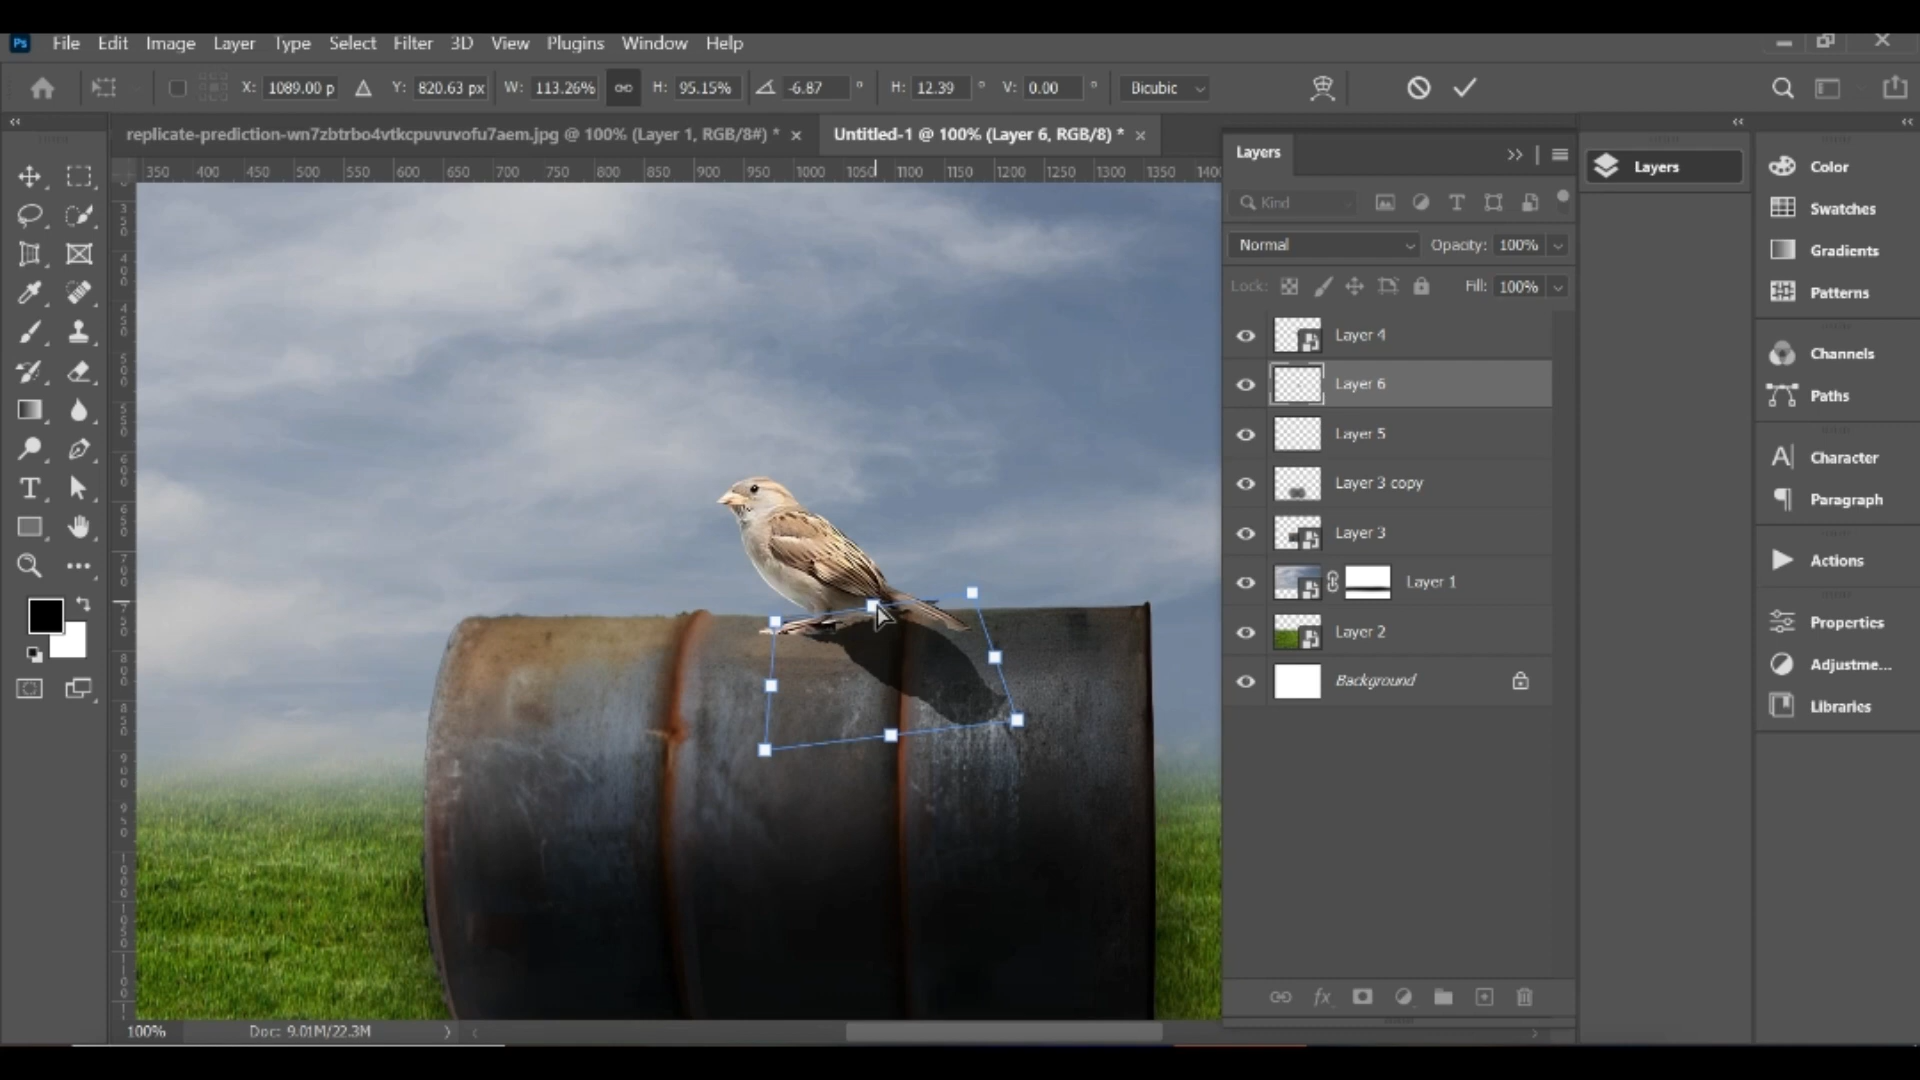 Ps File Edit Image Layer Type Select Filter 3D View Plugins Window Help
X: 1089.00 p Y: 820.63 px W: 113.26% H: 95.15% -6.87 ° H: 12.39 ° V: 0.00 ° Bicubic
replicate-prediction-wn7zbtrbo4vtkcpuvuvofu7aem.jpg @ 100% (Layer 1, RGB/8#) * ×
Untitled-1 @ 100% (Layer 6, RGB/8) * ×
350 400 450 500 550 600 650 700 750 800 850 900 950 1000 1050 1100 1150 1200 1250 1300 1350 1400
Layers
Kind
Normal Opacity: 100%
Lock: Fill: 100%
Layer 4
Layer 6
Layer 5
Layer 3 copy
Layer 3
Layer 1
Layer 2
Background
Layers
Color
Swatches
Gradients
Patterns
Channels
Paths
Character
Paragraph
Actions
Properties
Adjustme...
Libraries
100% Doc: 9.01M/22.3M